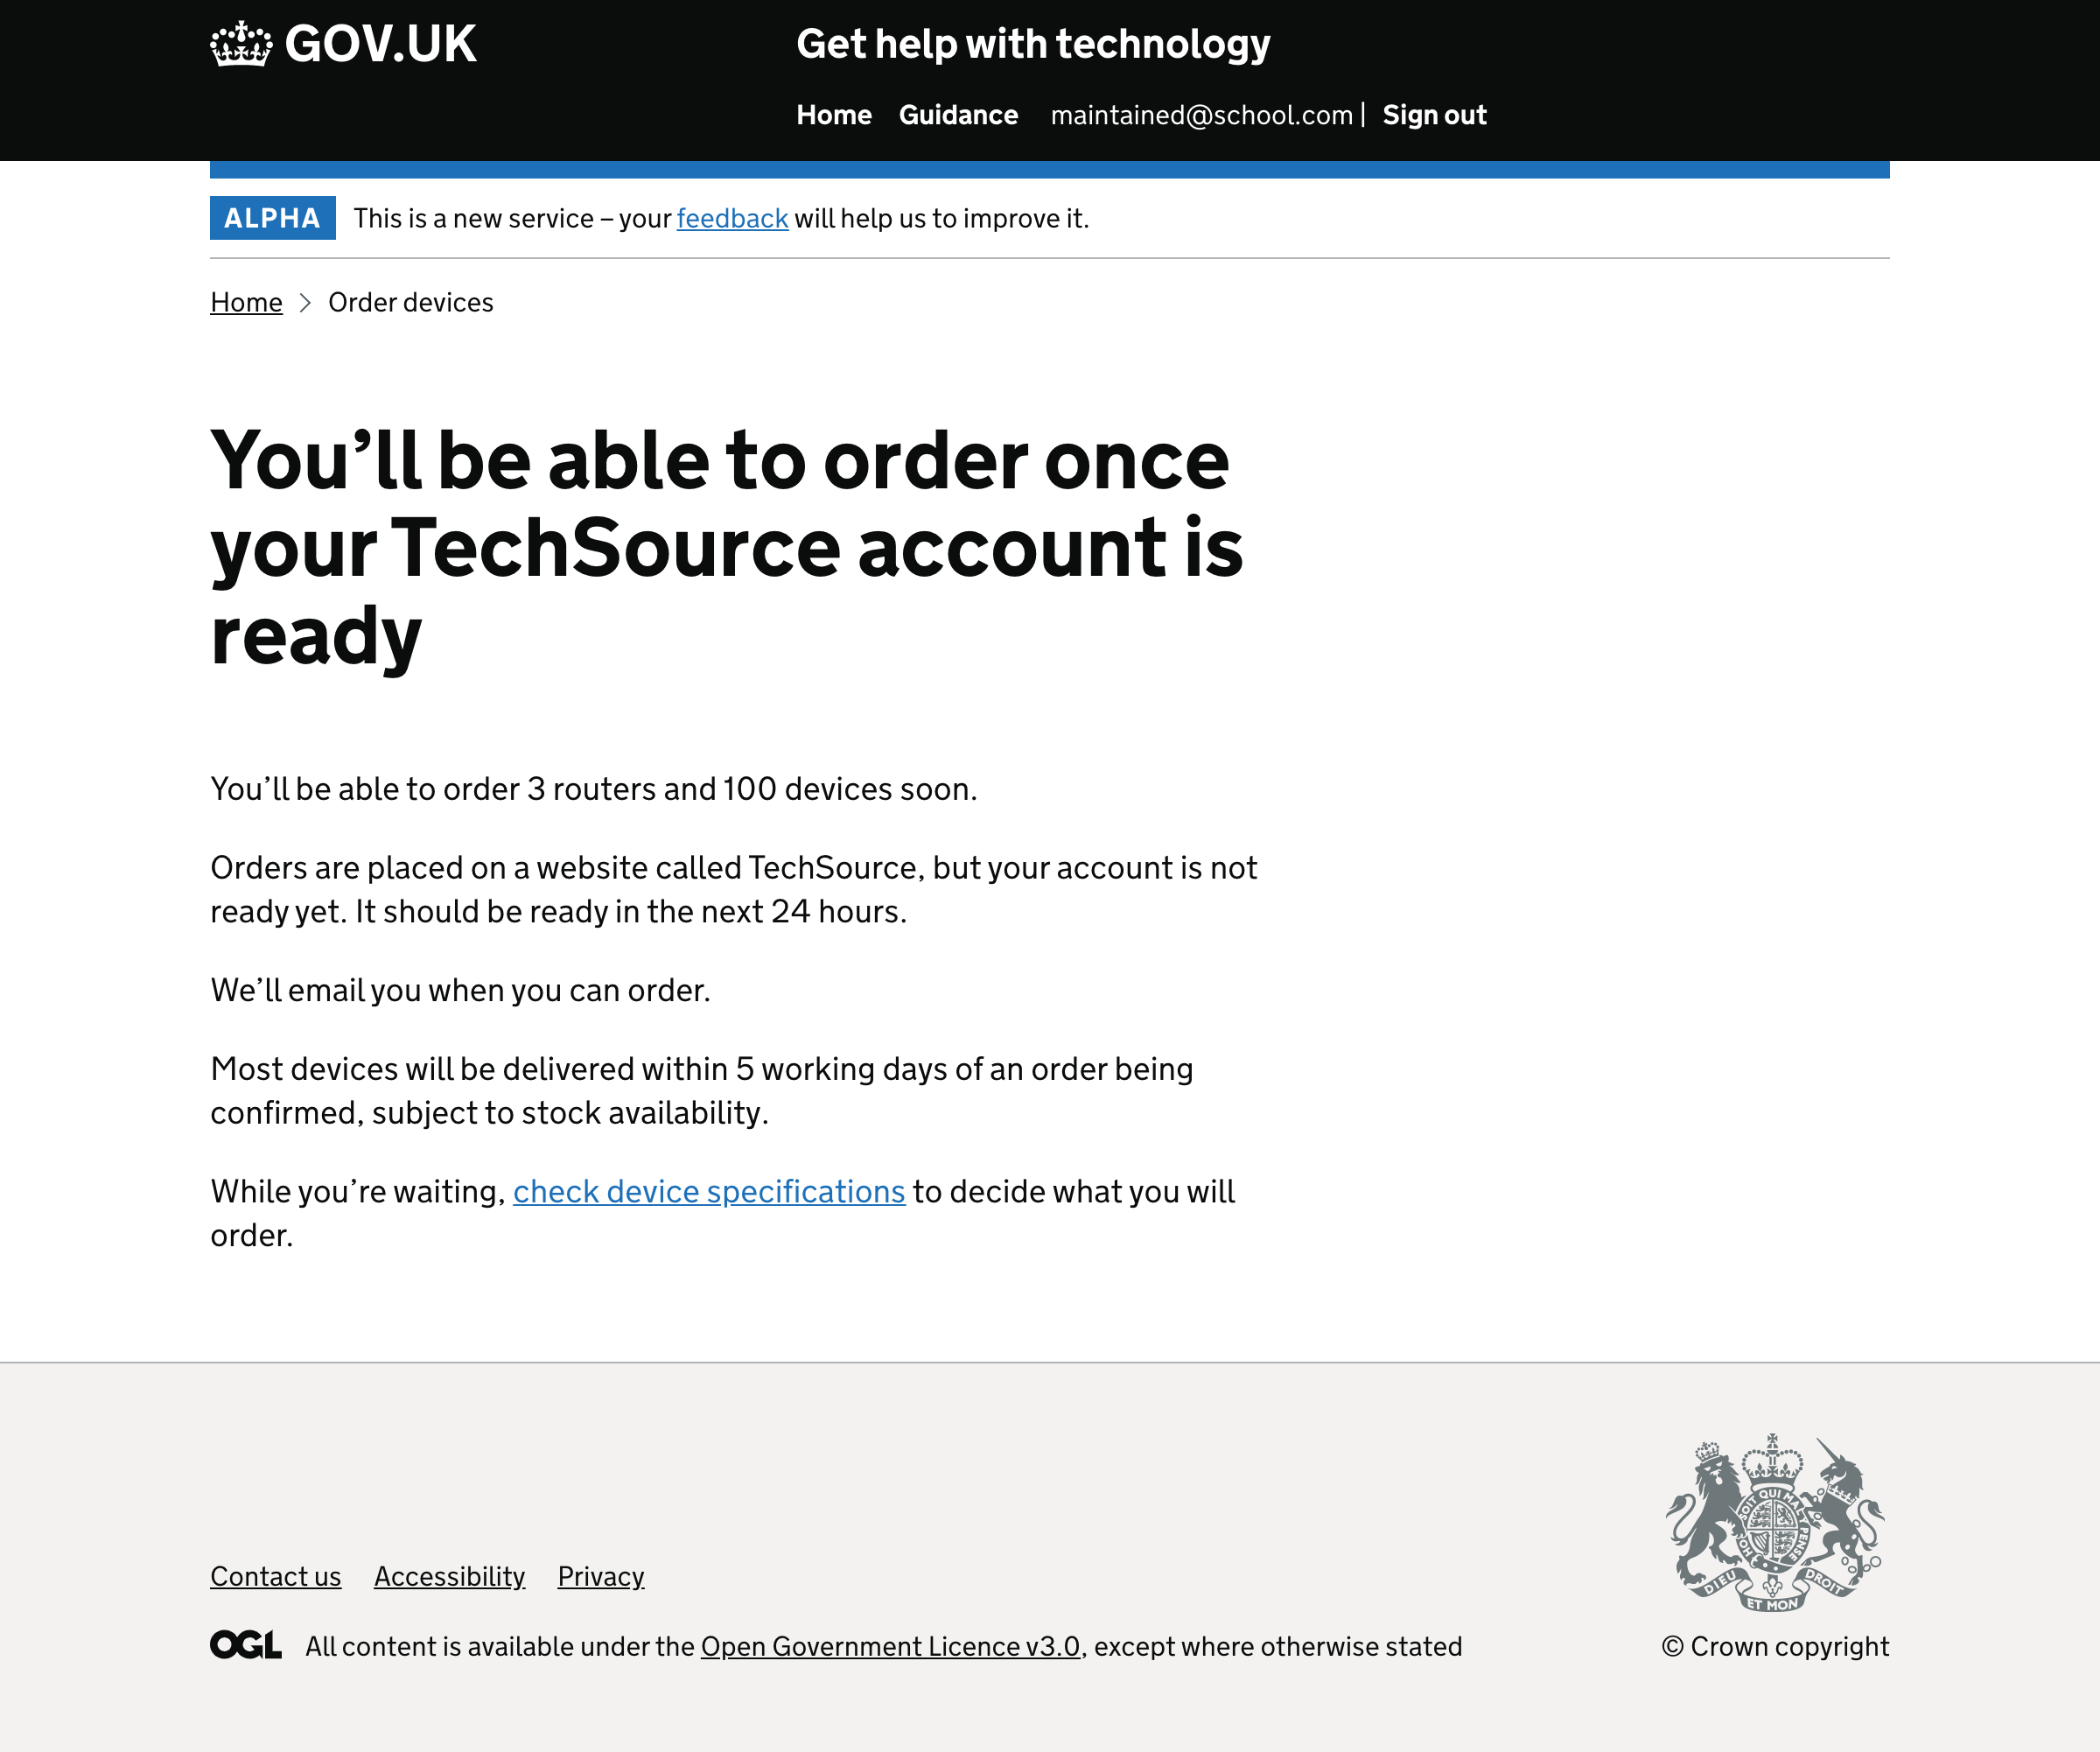 GOV.UK
Get help with technology
Home Guidance maintained@school.com | Sign out
ALPHA This is a new service – your feedback will help us to improve it.
Home > Order devices
You’ll be able to order once
your TechSource account is
ready
You’ll be able to order 3 routers and 100 devices soon.
Orders are placed on a website called TechSource, but your account is not
ready yet. It should be ready in the next 24 hours.
We’ll email you when you can order.
Most devices will be delivered within 5 working days of an order being
confirmed, subject to stock availability.
While you’re waiting, check device specifications to decide what you will
order.
Contact us Accessibility Privacy
OGL All content is available under the Open Government Licence v3.0, except where otherwise stated
SOIT QUI MAL Y PENSE
DIEU ET MON DROIT
© Crown copyright